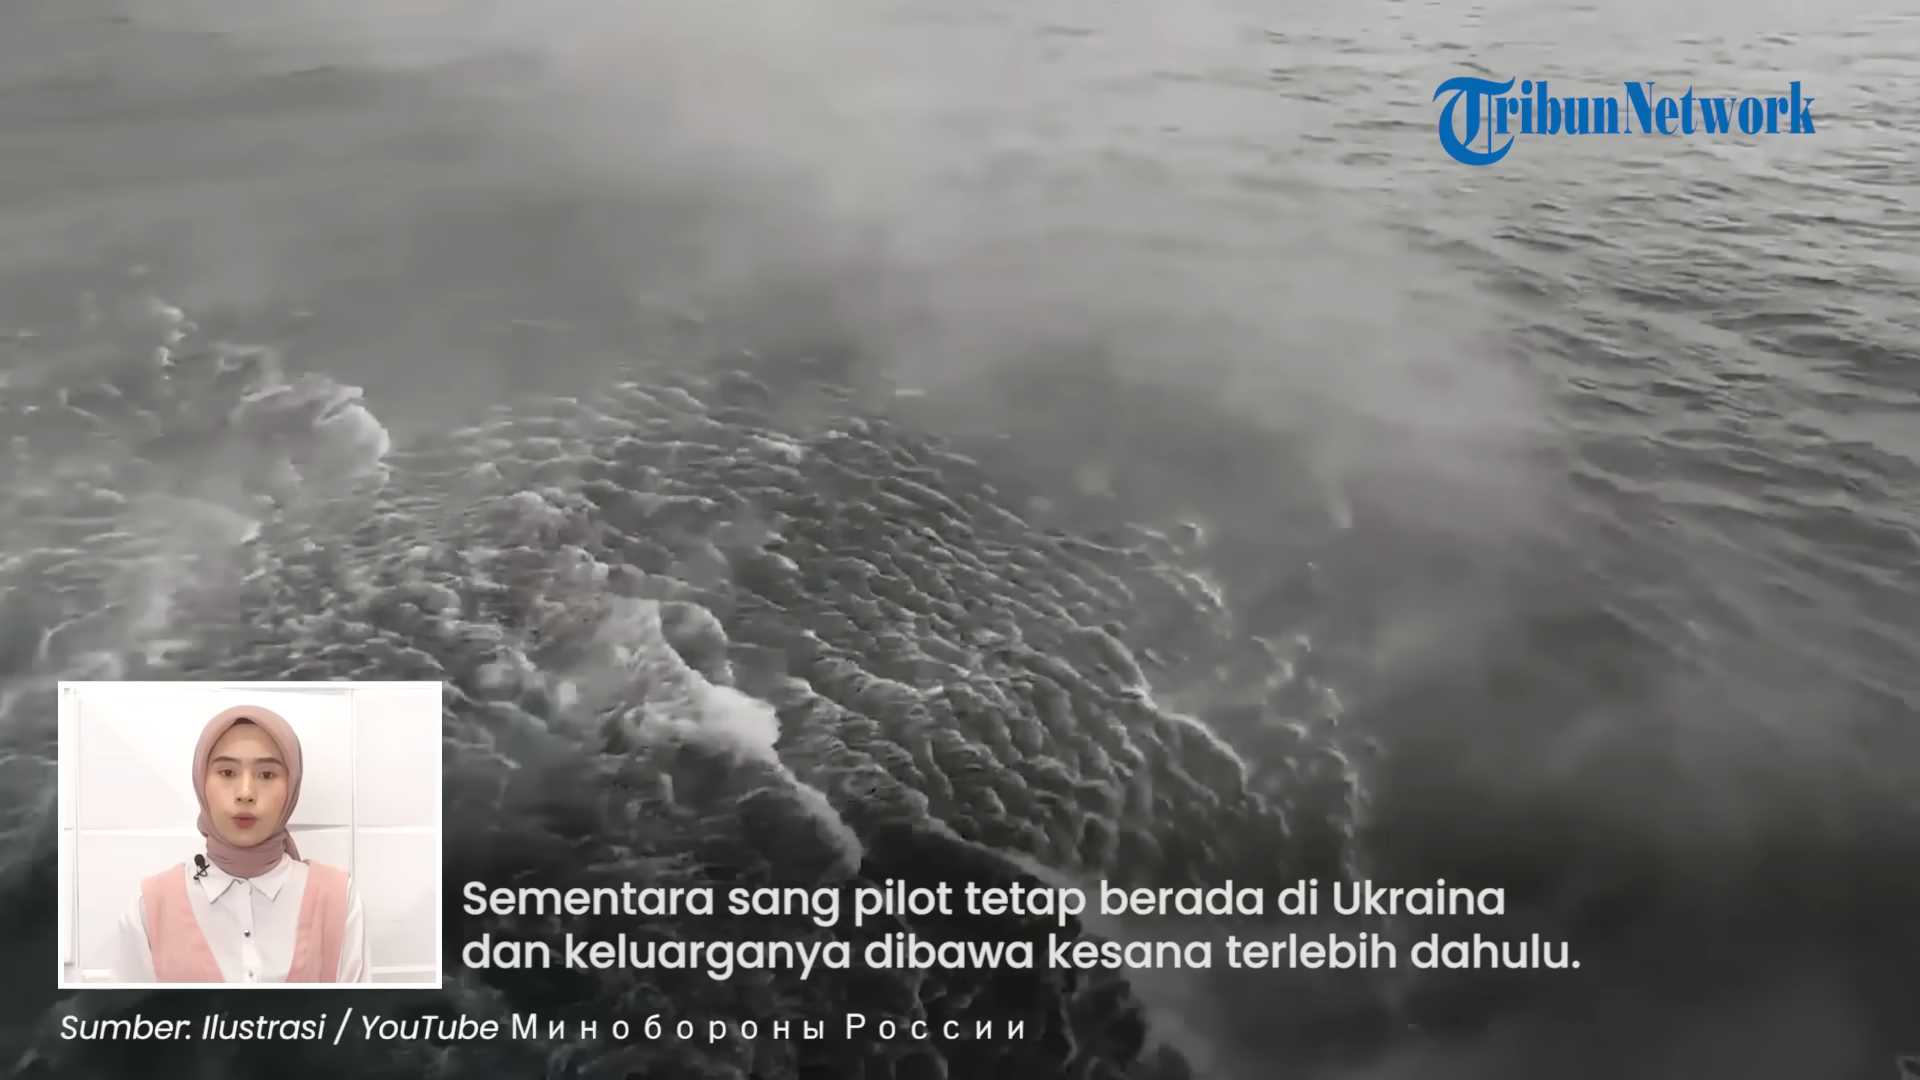 TribunNetwork
Sementara sang pilot tetap berada di Ukraina
dan keluarganya dibawa kesana terlebih dahulu.
Sumber: Ilustrasi / YouTube Минобороны России